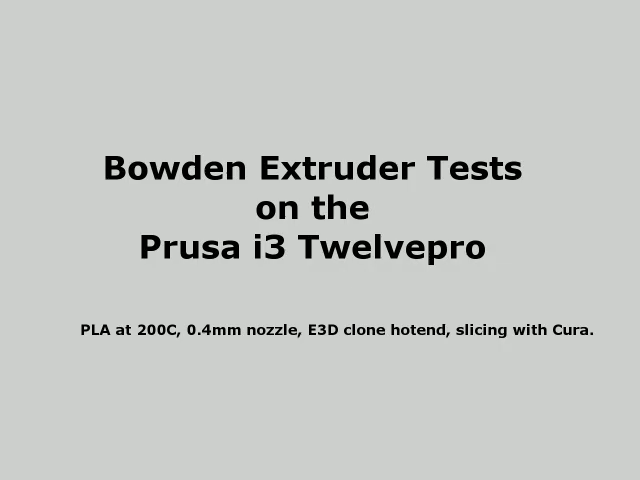 Bowden Extruder Tests
on the
Prusa i3 Twelvepro
PLA at 200C, 0.4mm nozzle, E3D clone hotend, slicing with Cura.